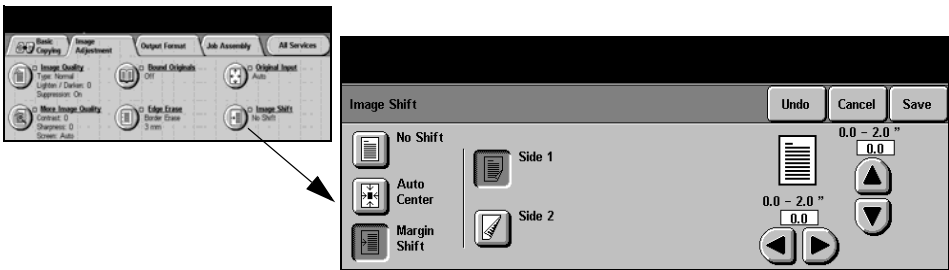 Basic Copying
Image Adjustment
Output Format
Job Assembly
All Services
Image Quality
Type: Normal
Lighten / Darken: 0
Supression: On
Bound Originals
Off
Original Input
Auto
More Image Quality
Contrast: 0
Sharpness: 0
Screen: Auto
Edge Erase
Border Erase
3 mm
Image Shift
No Shift
Image Shift
Undo
Cancel
Save
No Shift
Auto
Center
Margin
Shift
Side 1
Side 2
0.0 - 2.0 "
0.0
0.0 - 2.0 "
0.0